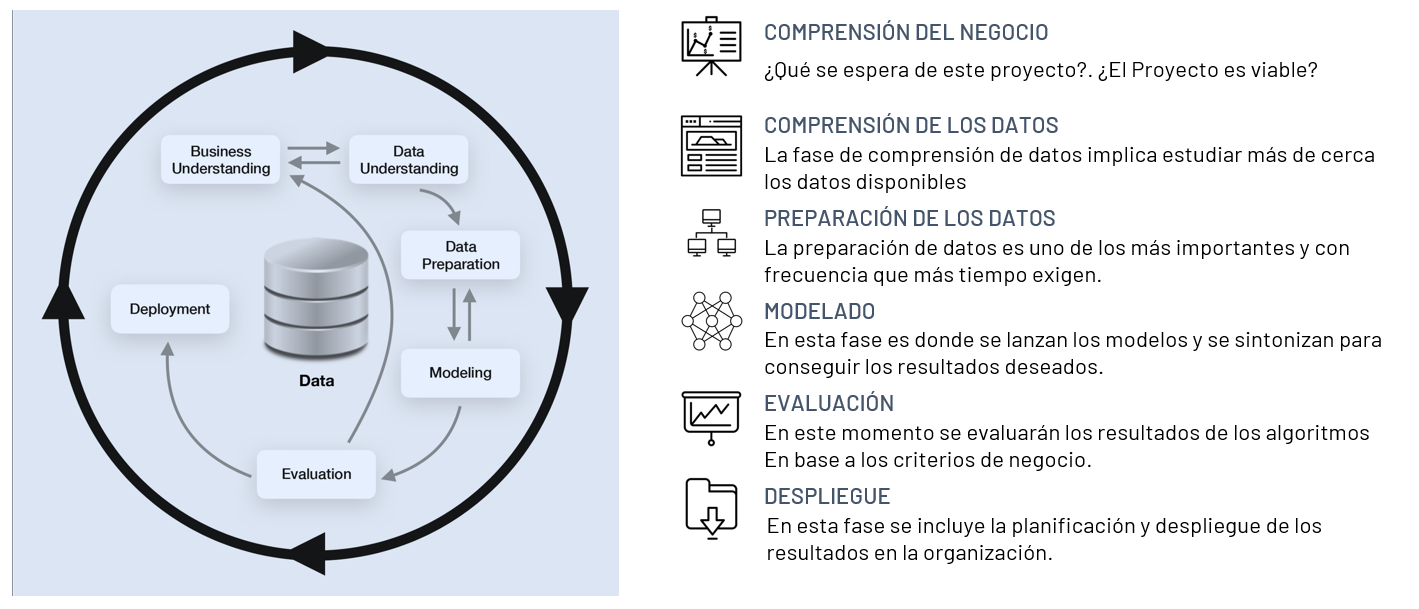 Business
Understanding
Data
Understanding
Data
Preparation
Deployment
Data
Modeling
Evaluation
COMPRENSIÓN DEL NEGOCIO
¿Qué se espera de este proyecto?. ¿El Proyecto es viable?
COMPRENSIÓN DE LOS DATOS
La fase de comprensión de datos implica estudiar más de cerca
los datos disponibles
PREPARACIÓN DE LOS DATOS
La preparación de datos es uno de los más importantes y con
frecuencia que más tiempo exigen.
MODELADO
En esta fase es donde se lanzan los modelos y se sintonizan para
conseguir los resultados deseados.
EVALUACIÓN
En este momento se evaluarán los resultados de los algoritmos
En base a los criterios de negocio.
DESPLIEGUE
En esta fase se incluye la planificación y despliegue de los
resultados en la organización.